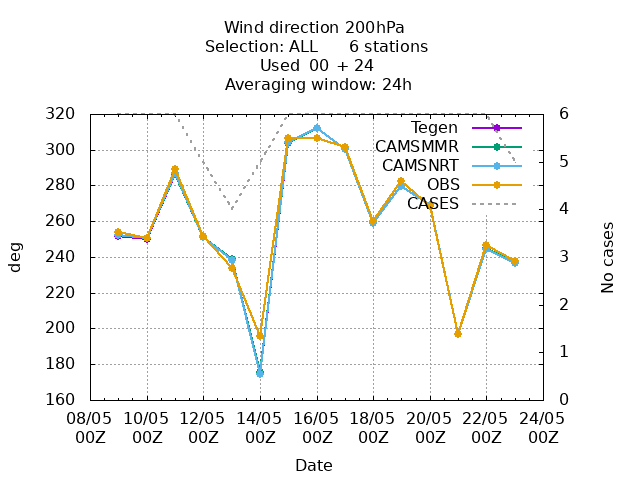 Wind direction 200hPa
Selection: ALL 6 stations
Used 00 + 24
Averaging window: 24h
320 6
Tegen
CAMSMMR
CAMSNRT
OBS
CASES
300
280 5
260 4
240 3
220 2
200
180 1
160 0
deg
No cases
08/05 10/05 12/05 14/05 16/05 18/05 20/05 22/05 24/05
00Z 00Z 00Z 00Z 00Z 00Z 00Z 00Z 00Z
Date